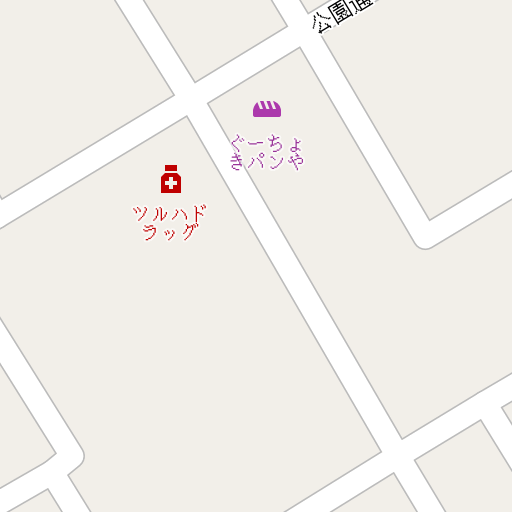 公園通
ぐーちょ
きパンや
ツルハド
ラッグ